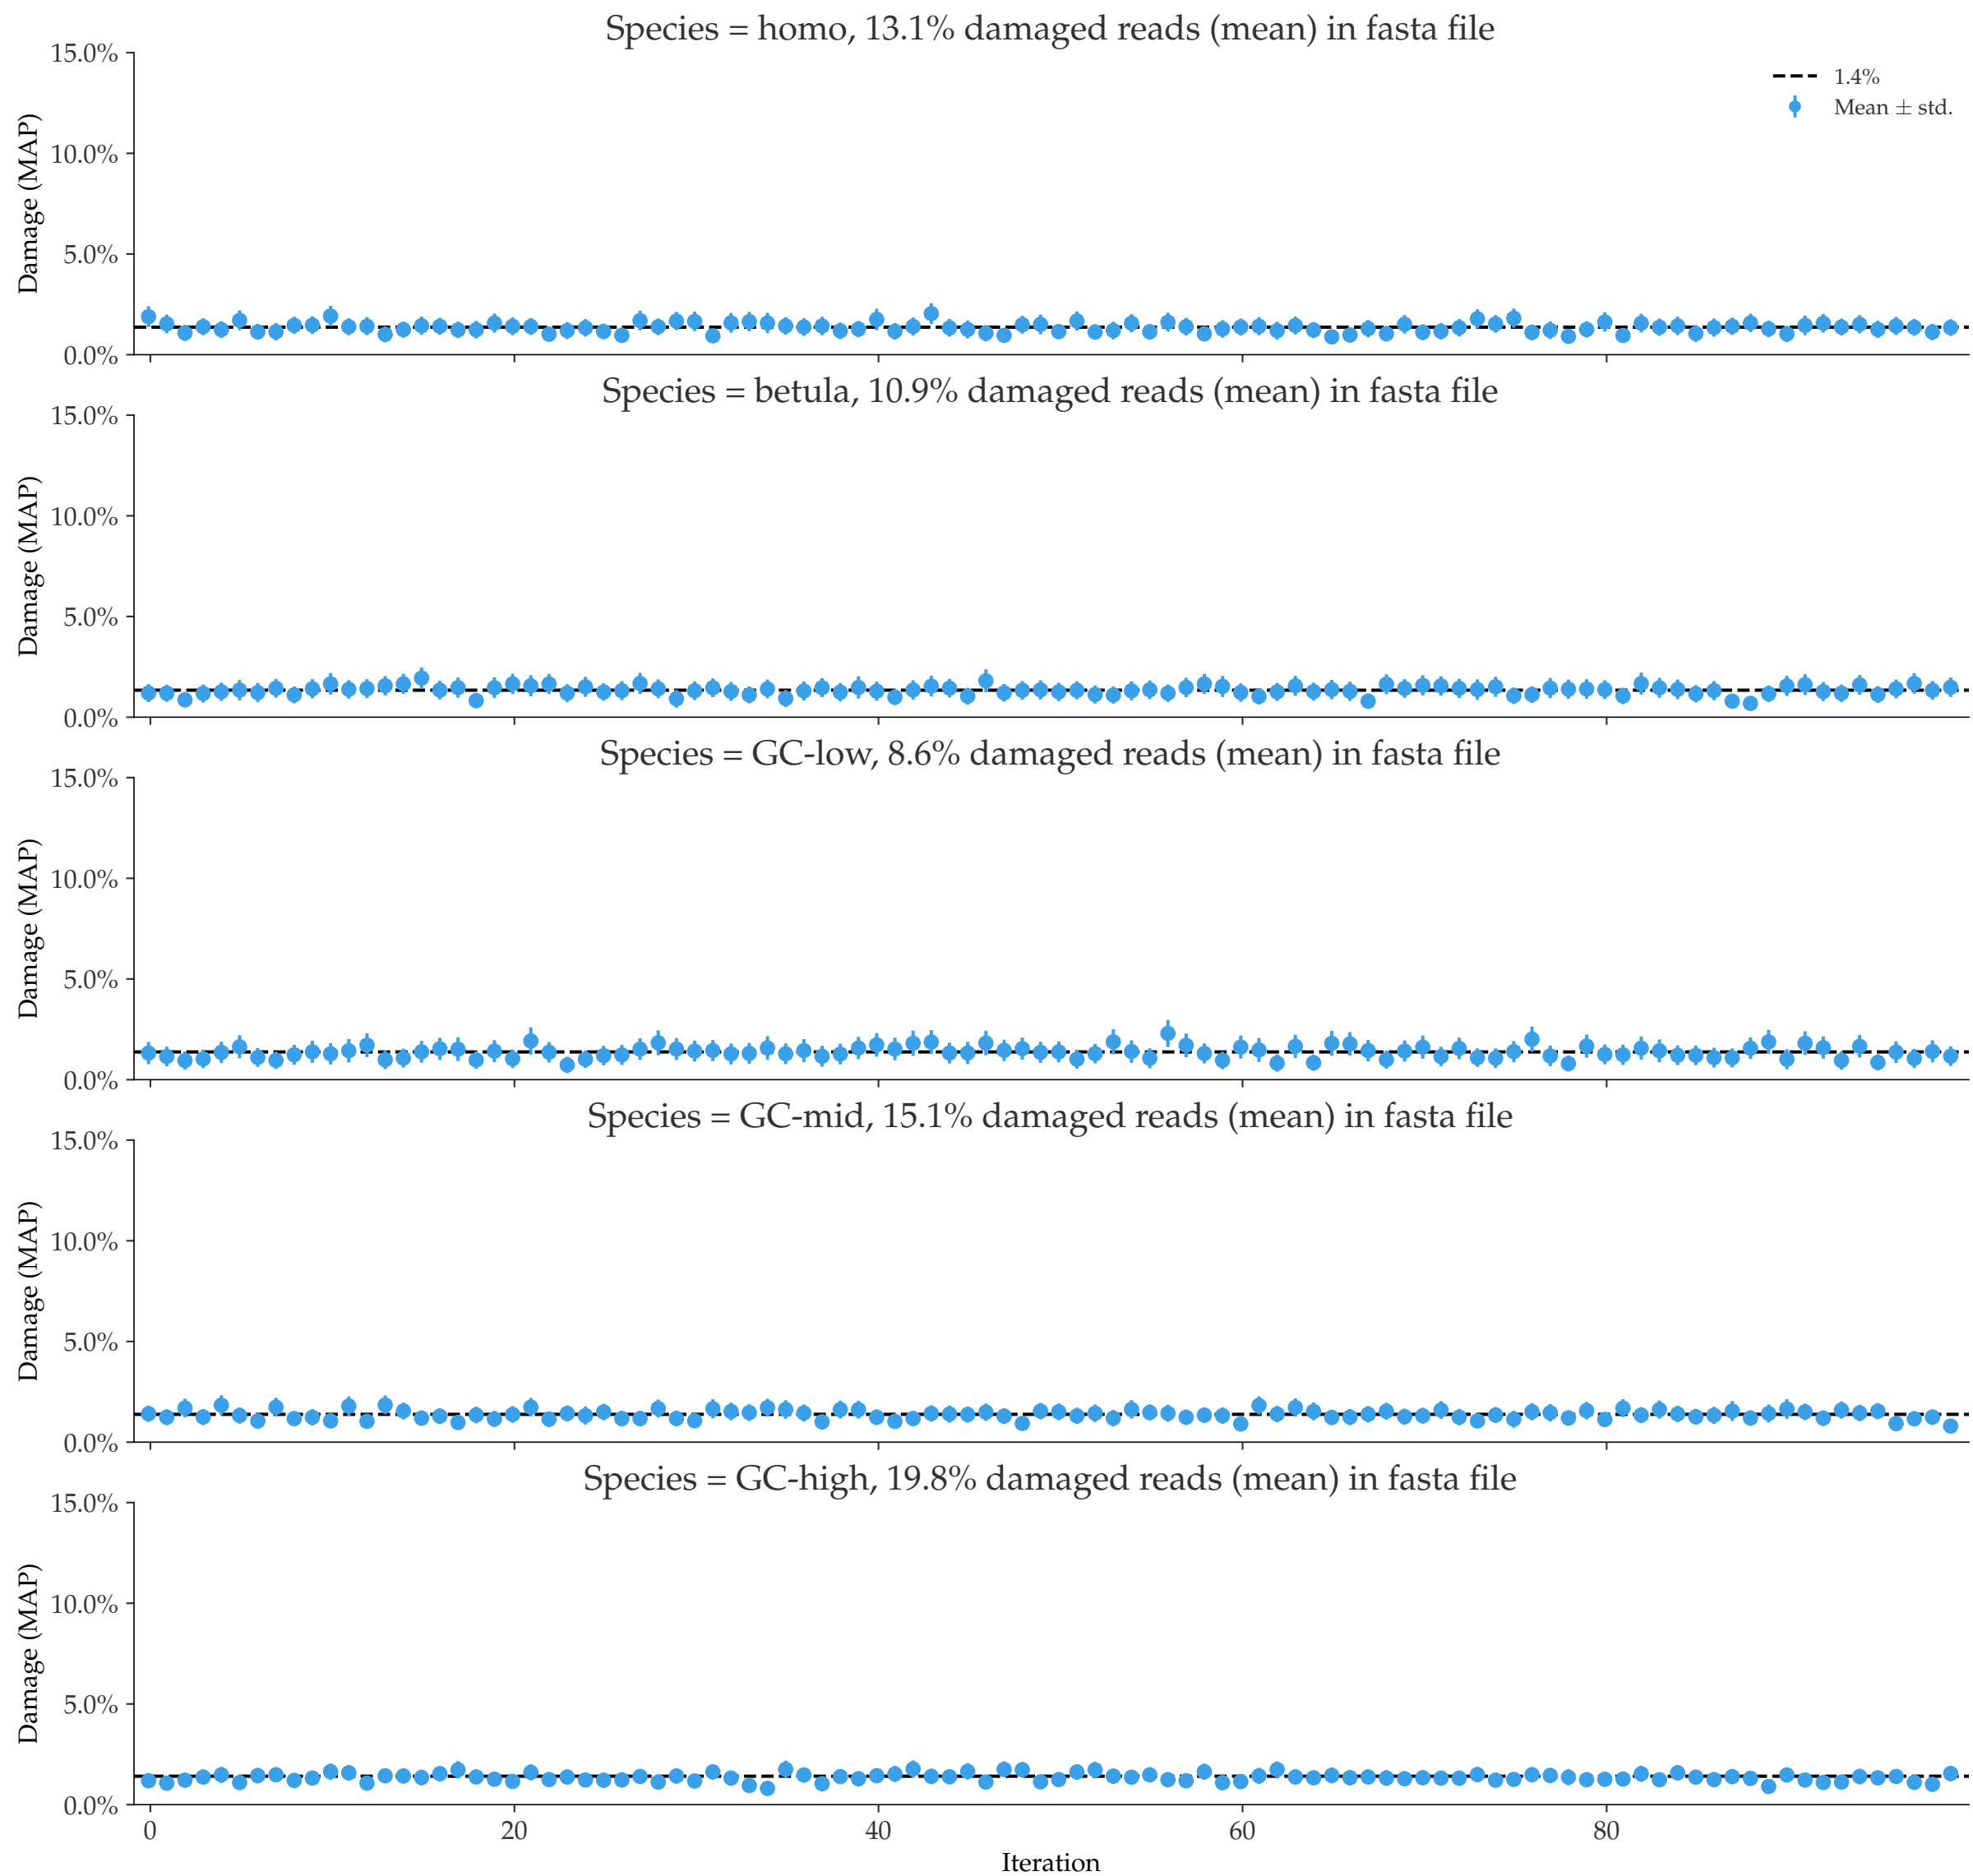 Species = homo, 13.1% damaged reads (mean) in fasta file
15.0%
10.0%
5.0%
0.0%
Damage (MAP)
1.4%
Mean ± std.
Species = betula, 10.9% damaged reads (mean) in fasta file
15.0%
10.0%
5.0%
0.0%
Damage (MAP)
Species = GC-low, 8.6% damaged reads (mean) in fasta file
15.0%
10.0%
5.0%
0.0%
Damage (MAP)
Species = GC-mid, 15.1% damaged reads (mean) in fasta file
15.0%
10.0%
5.0%
0.0%
Damage (MAP)
Species = GC-high, 19.8% damaged reads (mean) in fasta file
15.0%
10.0%
5.0%
0.0%
Damage (MAP)
0 20 40 60 80
Iteration